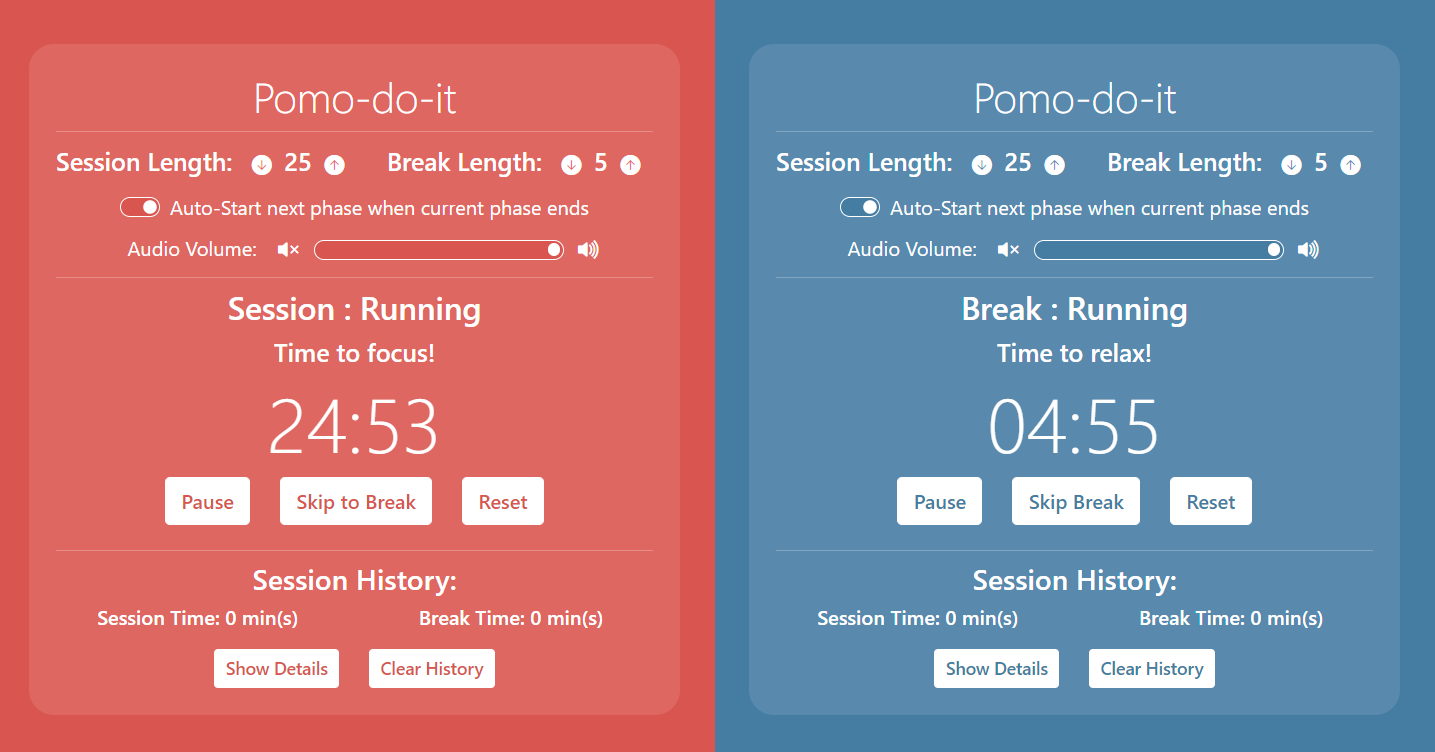 Pomo-do-it
Session Length: 25 Break Length: 5
Auto-Start next phase when current phase ends
Audio Volume:
Session : Running
Time to focus!
24:53
Pause Skip to Break Reset
Session History:
Session Time: 0 min(s) Break Time: 0 min(s)
Show Details Clear History
Pomo-do-it
Session Length: 25 Break Length: 5
Auto-Start next phase when current phase ends
Audio Volume:
Break : Running
Time to relax!
04:55
Pause Skip Break Reset
Session History:
Session Time: 0 min(s) Break Time: 0 min(s)
Show Details Clear History